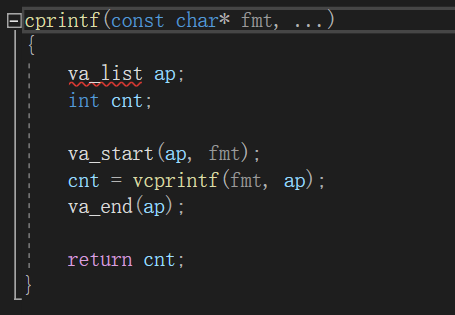 cprintf(const char* fmt, ...)
{
va_list ap;
int cnt;
va_start(ap, fmt);
cnt = vcprintf(fmt, ap);
va_end(ap);
return cnt;
}